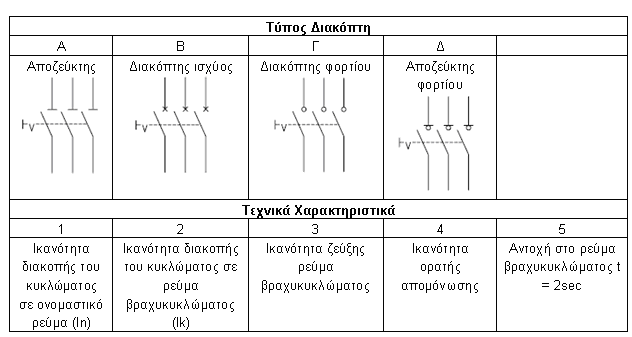 Τύπος Διακόπτη
Α Β Γ Δ
Αποζεύκτης Διακόπτης ισχύος Διακόπτης φορτίου Αποζεύκτης
φορτίου
Τεχνικά Χαρακτηριστικά
1 2 3 4 5
Ικανότητα Ικανότητα διακοπής Ικανότητα ζεύξης Ικανότητα Αντοχή στο ρεύμα
διακοπής του του κυκλώματος σε ρεύμα ορατής βραχυκυκλώματος t
κυκλώματος ρεύμα βραχυκυκλώματος απομόνωσης = 2sec
σε ονομαστικό βραχυκυκλώματος
ρεύμα (In) (Ik)